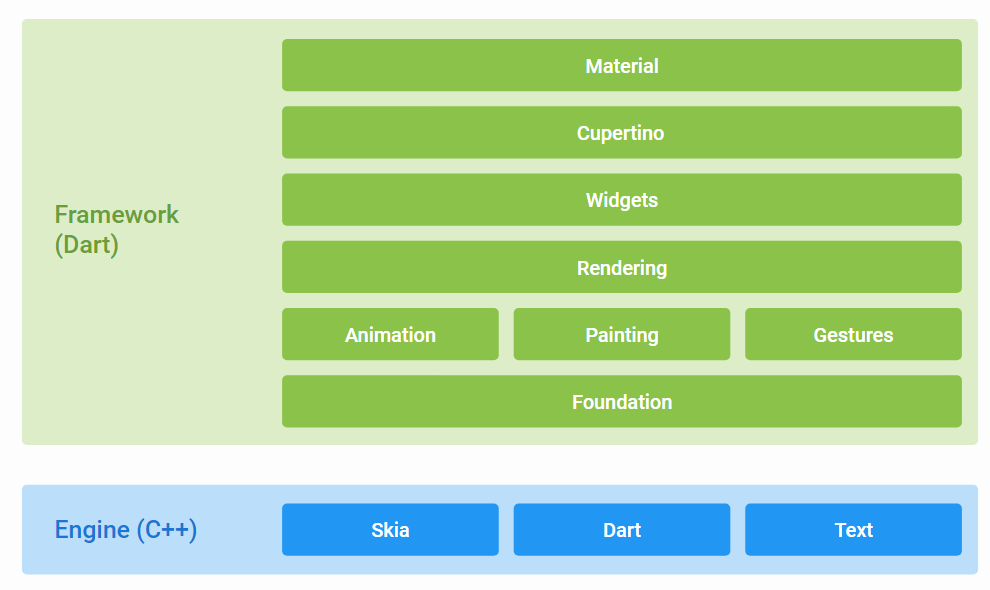 Material
Cupertino
Widgets
Framework
(Dart)
Rendering
Animation Painting Gestures
Foundation
Engine (C++) Skia Dart Text